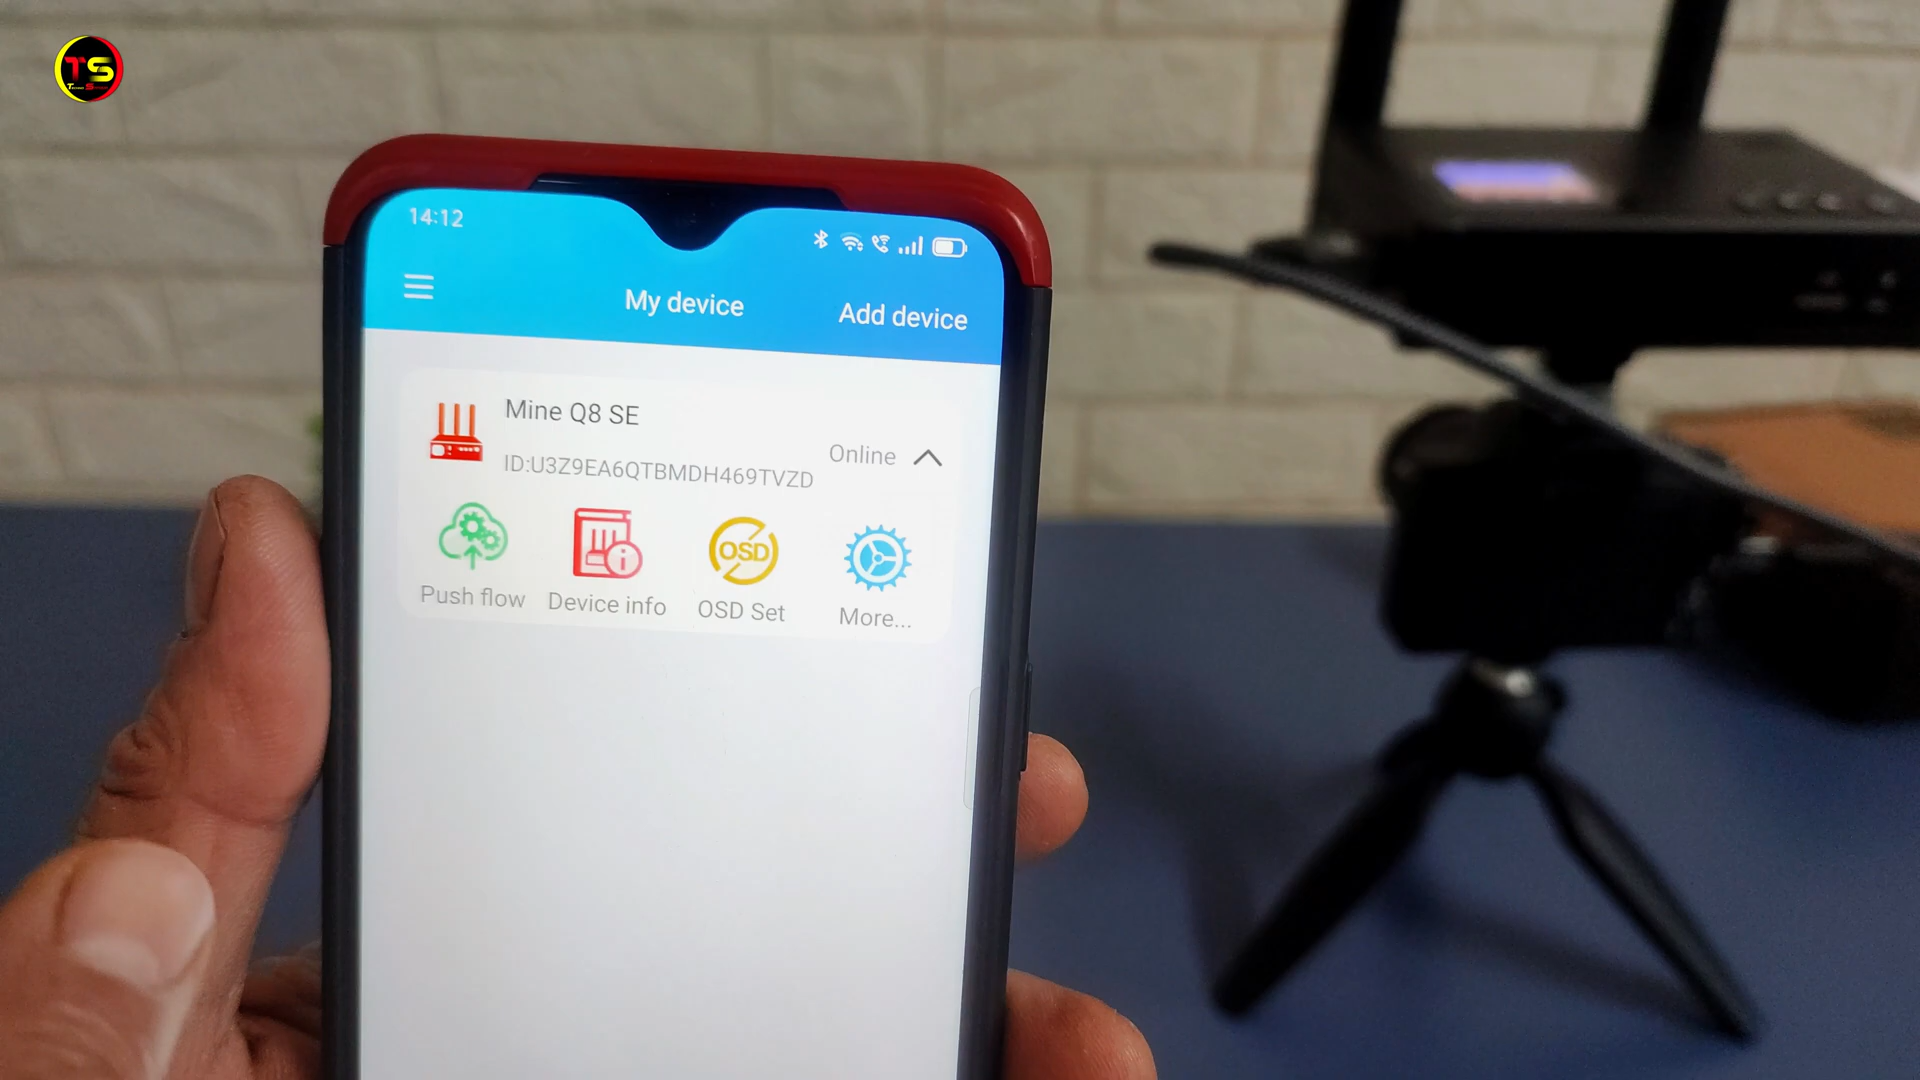 TS
14:12
My device
Add device
Mine Q8 SE
ID:U3Z9EA6QTBMDH469TVZD
Online
OSD
Push flow
Device info
OSD Set
More...